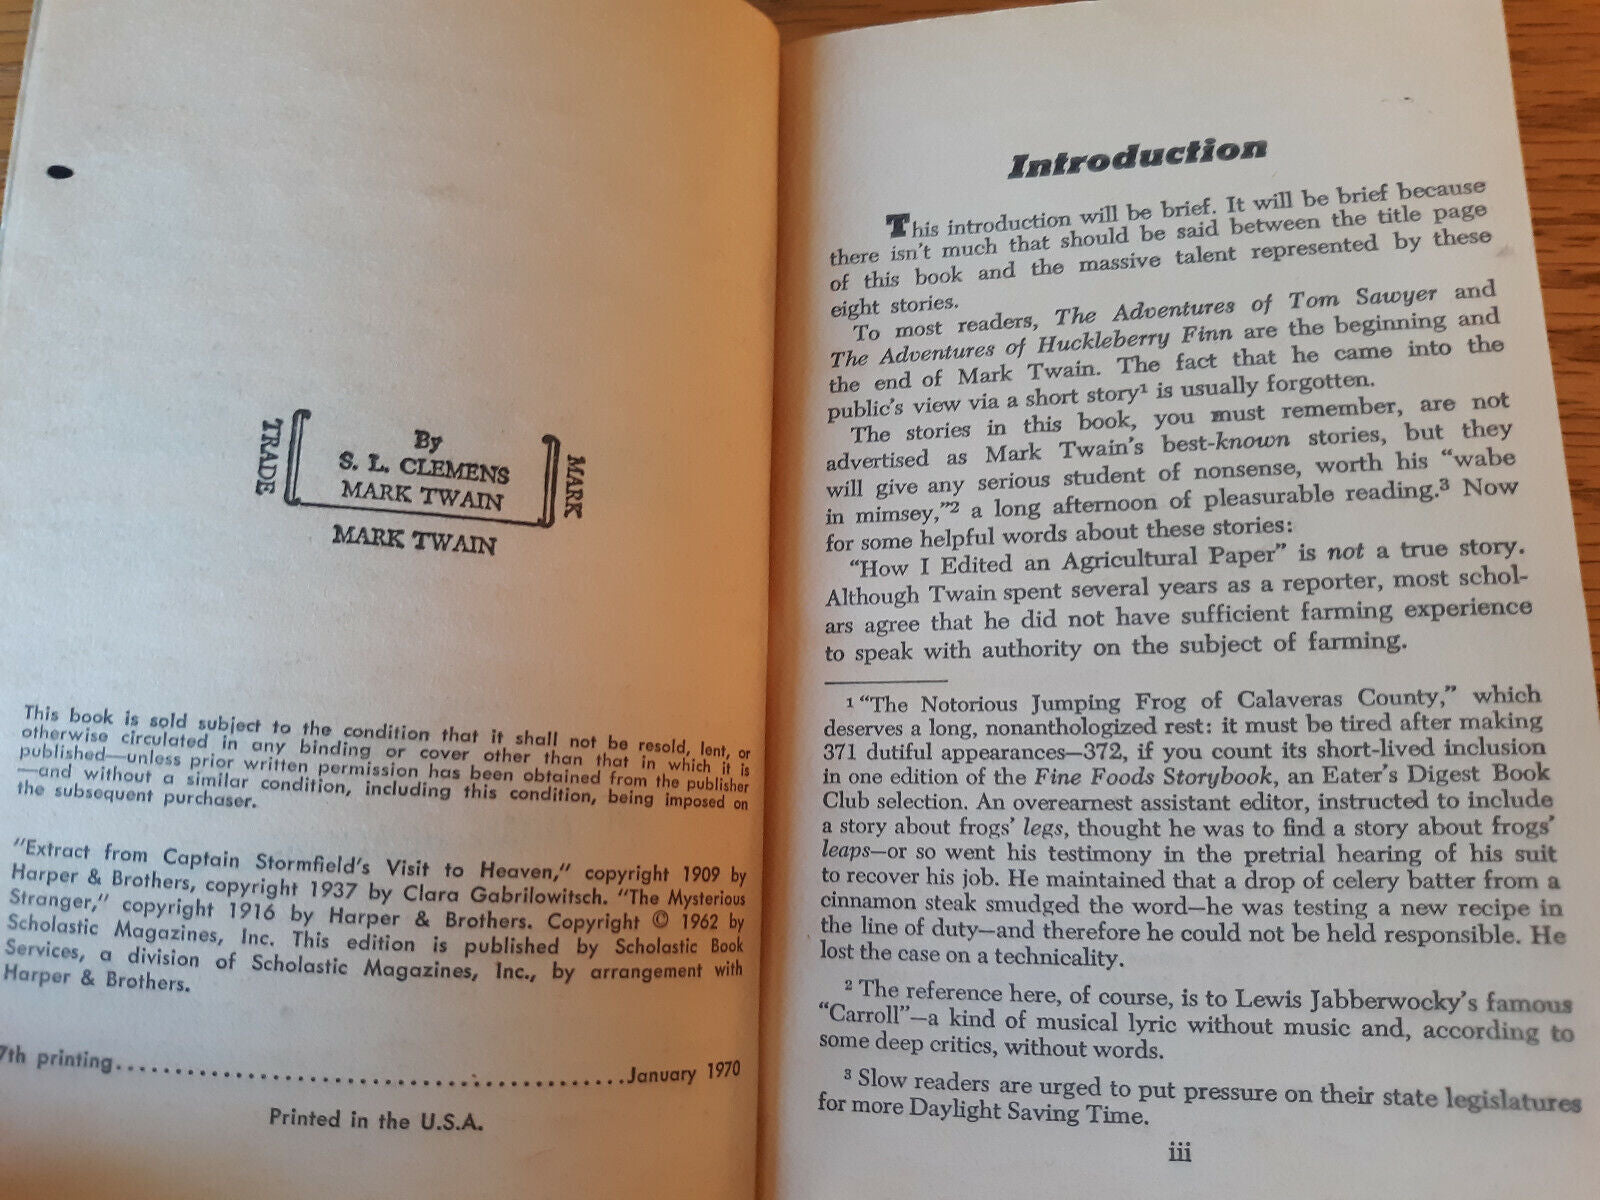 TRADE
By
S. L. CLEMENS
MARK TWAIN
MARK
MARK TWAIN
This book is sold subject to the condition that it shall not be resold, lent, or
otherwise circulated in any binding or cover other than that in which it is
published—unless prior written permission has been obtained from the publisher
—and without a similar condition, including this condition, being imposed on
the subsequent purchaser.
"Extract from Captain Stormfield's Visit to Heaven," copyright 1909 by
Harper & Brothers, copyright 1937 by Clara Gabrilowitsch. "The Mysterious
Stranger," copyright 1916 by Harper & Brothers. Copyright © 1962 by
Scholastic Magazines, Inc. This edition is published by Scholastic Book
Services, a division of Scholastic Magazines, Inc., by arrangement with
Harper & Brothers.
7th printing..............................................January 1970
Printed in the U.S.A.
Introduction
This introduction will be brief. It will be brief because
there isn't much that should be said between the title page
of this book and the massive talent represented by these
eight stories.
To most readers, The Adventures of Tom Sawyer and
The Adventures of Huckleberry Finn are the beginning and
the end of Mark Twain. The fact that he came into the
public's view via a short story¹ is usually forgotten.
The stories in this book, you must remember, are not
advertised as Mark Twain's best-known stories, but they
will give any serious student of nonsense, worth his "wabe
in mimsey,"² a long afternoon of pleasurable reading.³ Now
for some helpful words about these stories:
"How I Edited an Agricultural Paper" is not a true story.
Although Twain spent several years as a reporter, most schol-
ars agree that he did not have sufficient farming experience
to speak with authority on the subject of farming.
¹ "The Notorious Jumping Frog of Calaveras County," which
deserves a long, nonanthologized rest: it must be tired after making
371 dutiful appearances—372, if you count its short-lived inclusion
in one edition of the Fine Foods Storybook, an Eater's Digest Book
Club selection. An overearnest assistant editor, instructed to include
a story about frogs' legs, thought he was to find a story about frogs'
leaps—or so went his testimony in the pretrial hearing of his suit
to recover his job. He maintained that a drop of celery batter from a
cinnamon steak smudged the word—he was testing a new recipe in
the line of duty—and therefore he could not be held responsible. He
lost the case on a technicality.
² The reference here, of course, is to Lewis Jabberwocky's famous
"Carroll"—a kind of musical lyric without music and, according to
some deep critics, without words.
³ Slow readers are urged to put pressure on their state legislatures
for more Daylight Saving Time.
iii